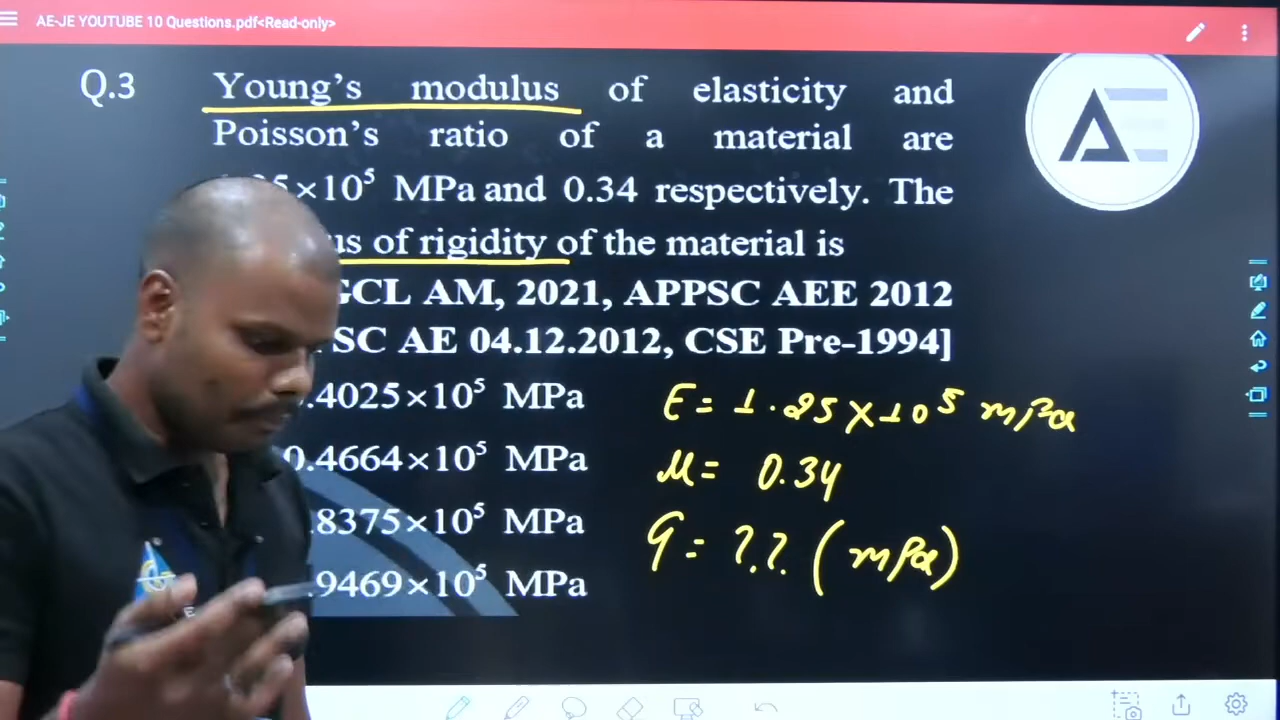 AE-JE YOUTUBE 10 Questions.pdf<Read-only>
Q.3 Young's modulus of elasticity and
Poisson's ratio of a material are
×10⁵ MPa and 0.34 respectively. The
of rigidity of the material is
AM, 2021, APPSC AEE 2012
AE 04.12.2012, CSE Pre-1994]
.4025×10⁵ MPa
0.4664×10⁵ MPa
.8375×10⁵ MPa
.9469×10⁵ MPa
E = 1.25×10⁵ mPa
μ = 0.34
G = ?.?. (mPa)
AE